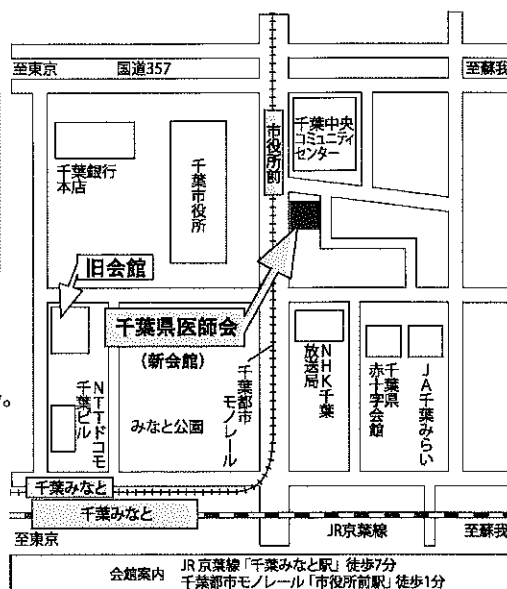 至東京
国道357
至蘇我
千葉中央
コミュニティ
センター
市役所前
千葉銀行
本店
千葉市役所
旧会館
千葉県医師会
(新会館)
NHK千葉
放送局
千葉県
赤十字会館
JA千葉みらい
千葉都市
モノレール
NTTドコモ
千葉ビル
みなと公園
。
千葉みなと
千葉みなと
至東京
JR京葉線
至蘇我
会館案内
JR京葉線「千葉みなと駅」徒歩7分
千葉都市モノレール「市役所前駅」徒歩1分